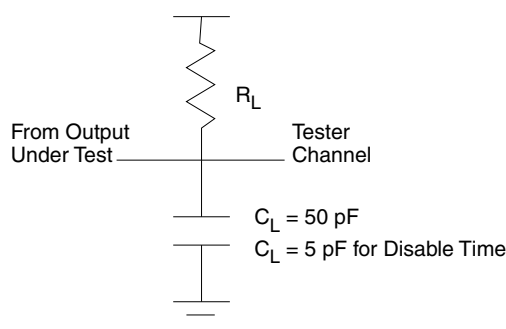 R_L
From Output
Under Test
Tester
Channel
C_L = 50 pF
C_L = 5 pF for Disable Time